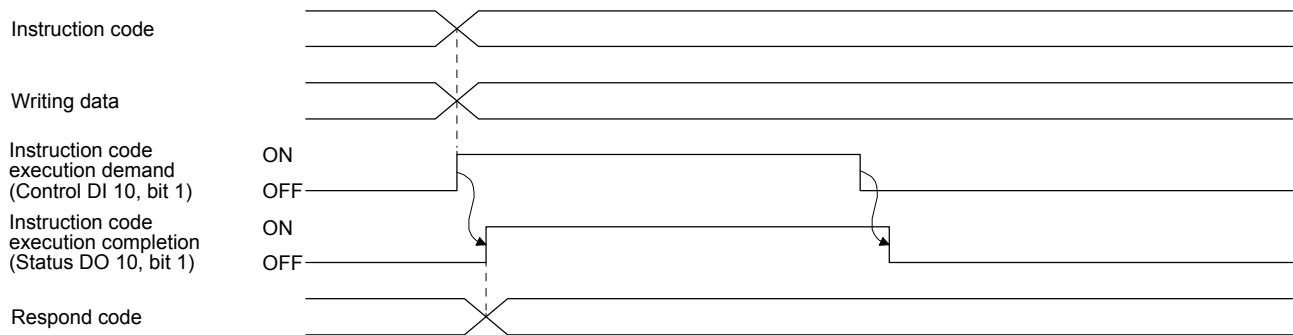 Instruction code
Writing data
Instruction code
execution demand
(Control DI 10, bit 1)
ON
OFF
Instruction code
execution completion
(Status DO 10, bit 1)
ON
OFF
Respond code